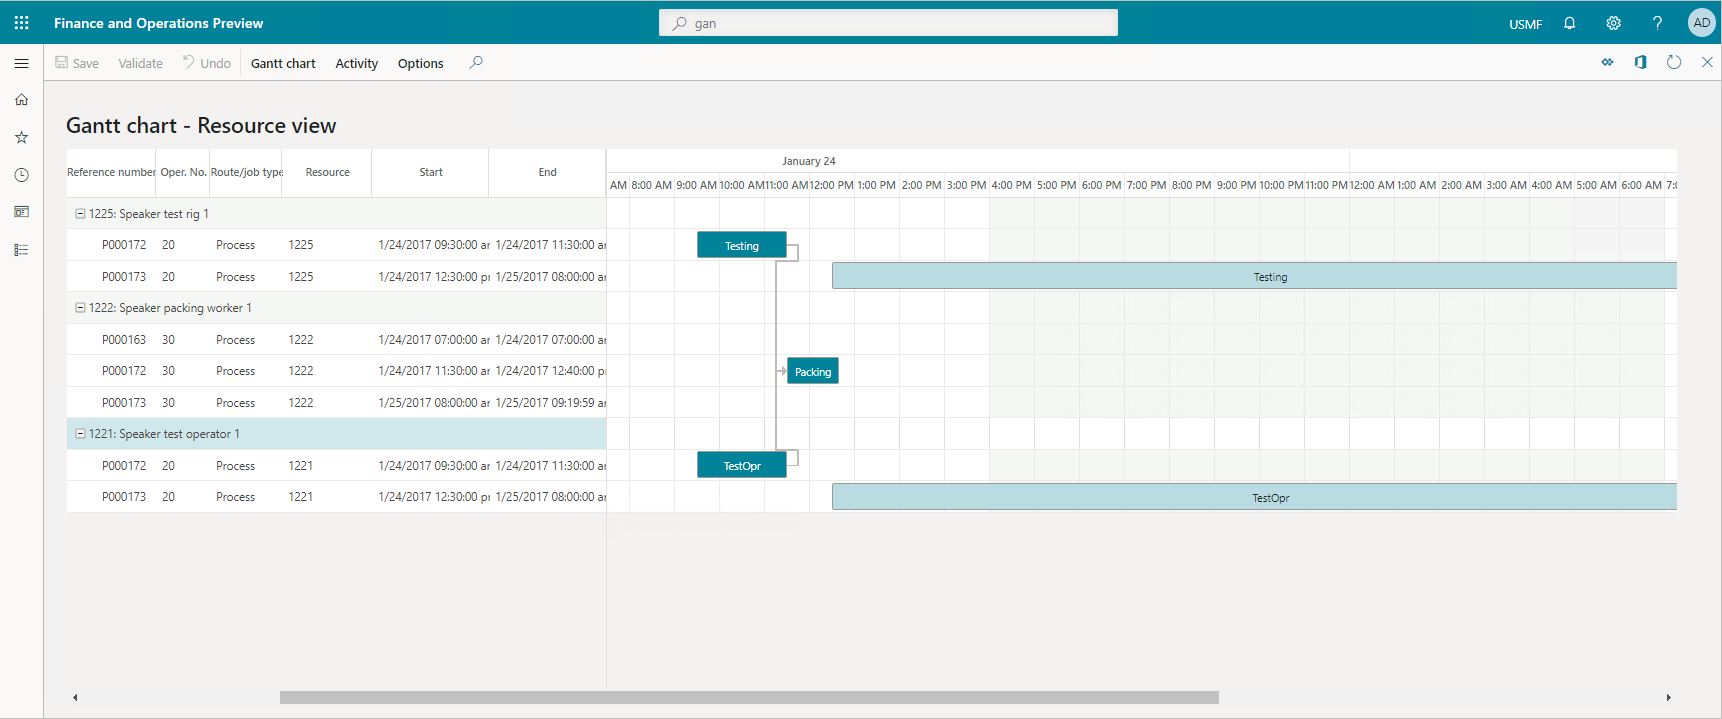 Finance and Operations Preview
gan
USMF
?
AD
Save Validate Undo Gantt chart Activity Options
Gantt chart - Resource view
Reference number Oper. No. Route/job type Resource Start End
January 24
AM 8:00 AM 9:00 AM 10:00 AM 11:00 AM 12:00 PM 1:00 PM 2:00 PM 3:00 PM 4:00 PM 5:00 PM 6:00 PM 7:00 PM 8:00 PM 9:00 PM 10:00 PM 11:00 PM 12:00 AM 1:00 AM 2:00 AM 3:00 AM 4:00 AM 5:00 AM 6:00 AM 7:0
1225: Speaker test rig 1
P000172 20 Process 1225 1/24/2017 09:30:00 ar 1/24/2017 11:30:00 ar Testing
P000173 20 Process 1225 1/24/2017 12:30:00 p 1/25/2017 08:00:00 ar Testing
1222: Speaker packing worker 1
P000163 30 Process 1222 1/24/2017 07:00:00 ar 1/24/2017 07:00:00 ar
P000172 30 Process 1222 1/24/2017 11:30:00 ar 1/24/2017 12:40:00 p Packing
P000173 30 Process 1222 1/25/2017 08:00:00 ar 1/25/2017 09:19:59 ar
1221: Speaker test operator 1
P000172 20 Process 1221 1/24/2017 09:30:00 ar 1/24/2017 11:30:00 ar TestOpr
P000173 20 Process 1221 1/24/2017 12:30:00 p 1/25/2017 08:00:00 ar TestOpr